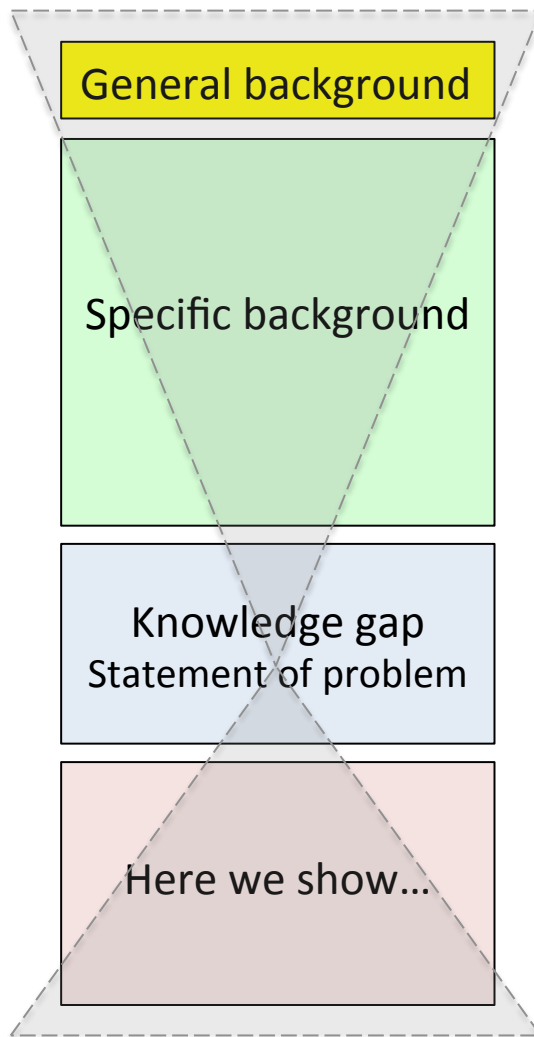 General background
Specific background
Knowledge gap
Statement of problem
Here we show…